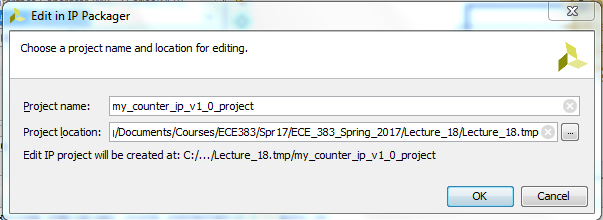 Edit in IP Packager
Choose a project name and location for editing.
Project name: my_counter_ip_v1_0_project
Project location: /Documents/Courses/ECE383/Spr17/ECE_383_Spring_2017/Lecture_18/Lecture_18.tmp ...
Edit IP project will be created at: C:/.../Lecture_18.tmp/my_counter_ip_v1_0_project
OK Cancel